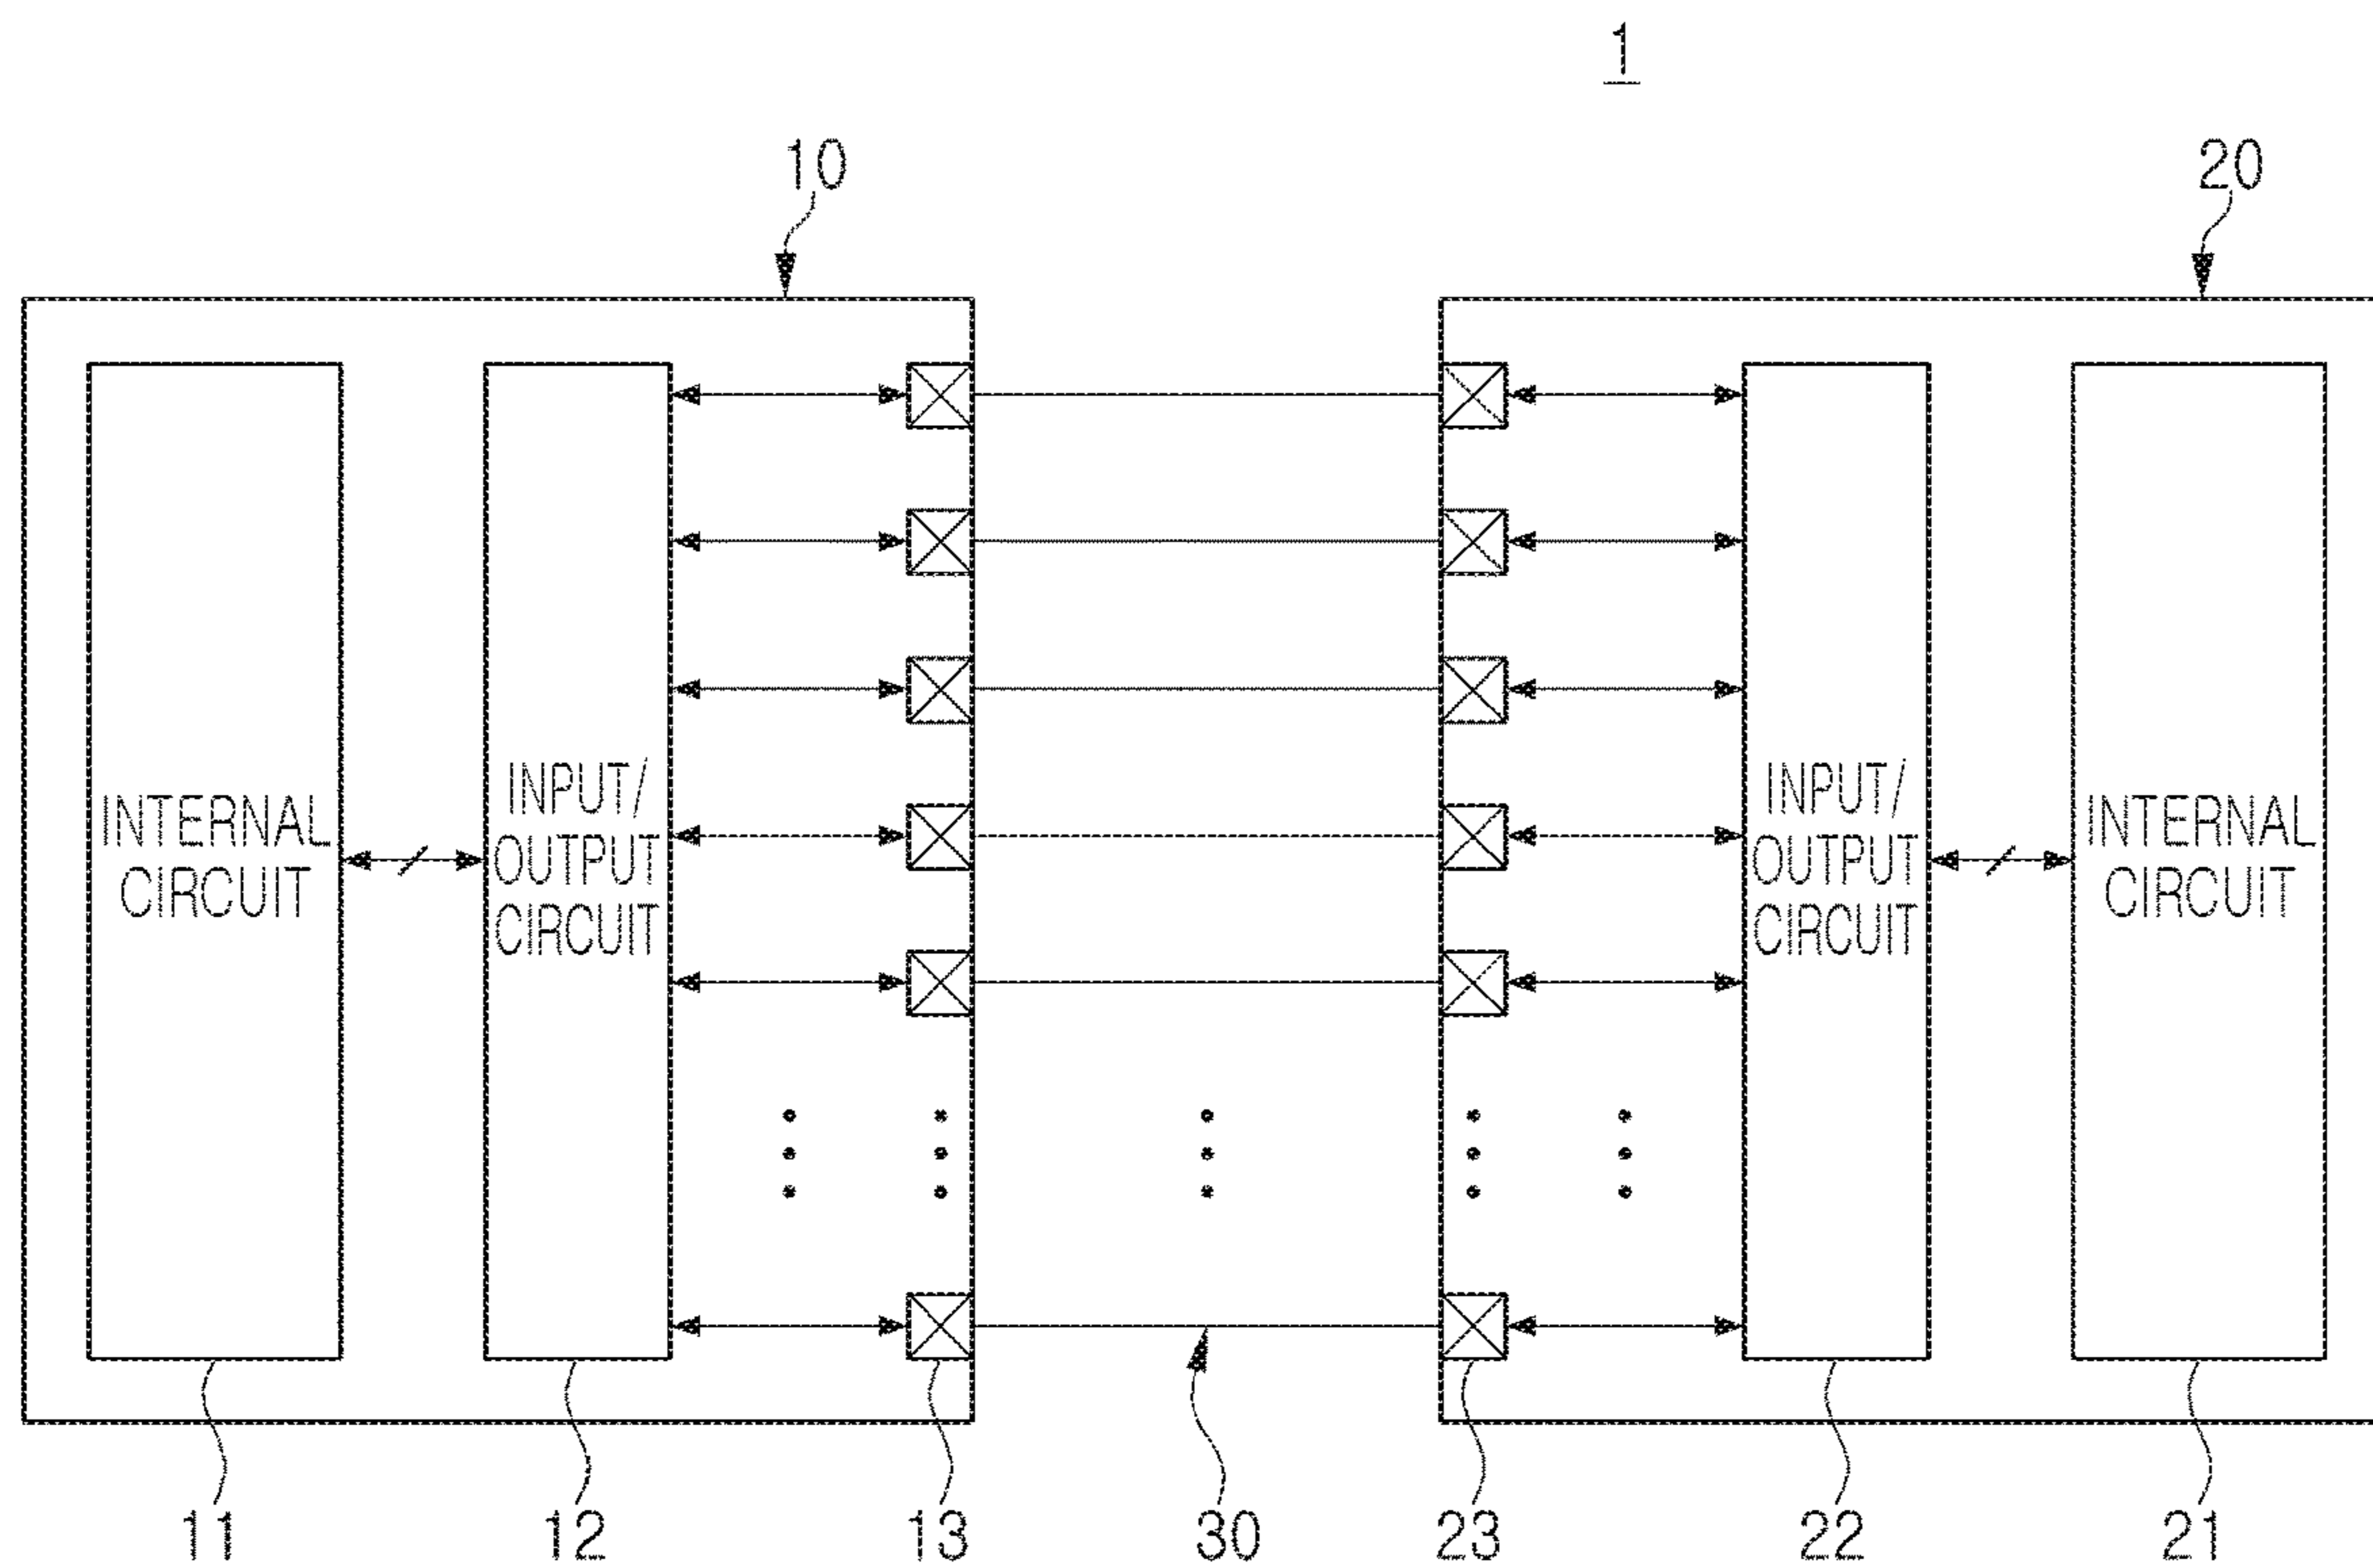 1
10
20
INTERNAL
CIRCUIT
INPUT/
OUTPUT
CIRCUIT
INPUT/
OUTPUT
CIRCUIT
INTERNAL
CIRCUIT
11
12
13
30
23
22
21